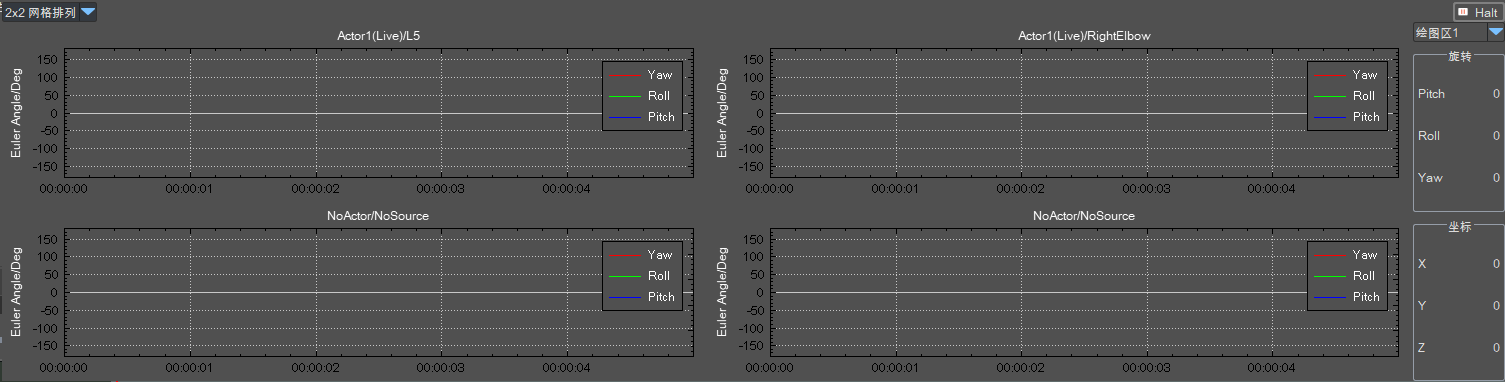 2x2 网格排列
Halt
绘图区1
Actor1(Live)/L5
Euler Angle/Deg
150
100
50
0
-50
-100
-150
00:00:00
00:00:01
00:00:02
00:00:03
00:00:04
Yaw
Roll
Pitch
Actor1(Live)/RightElbow
Euler Angle/Deg
150
100
50
0
-50
-100
-150
00:00:00
00:00:01
00:00:02
00:00:03
00:00:04
Yaw
Roll
Pitch
NoActor/NoSource
Euler Angle/Deg
150
100
50
0
-50
-100
-150
00:00:00
00:00:01
00:00:02
00:00:03
00:00:04
Yaw
Roll
Pitch
NoActor/NoSource
Euler Angle/Deg
150
100
50
0
-50
-100
-150
00:00:00
00:00:01
00:00:02
00:00:03
00:00:04
Yaw
Roll
Pitch
旋转
Pitch 0
Roll 0
Yaw 0
坐标
X 0
Y 0
Z 0